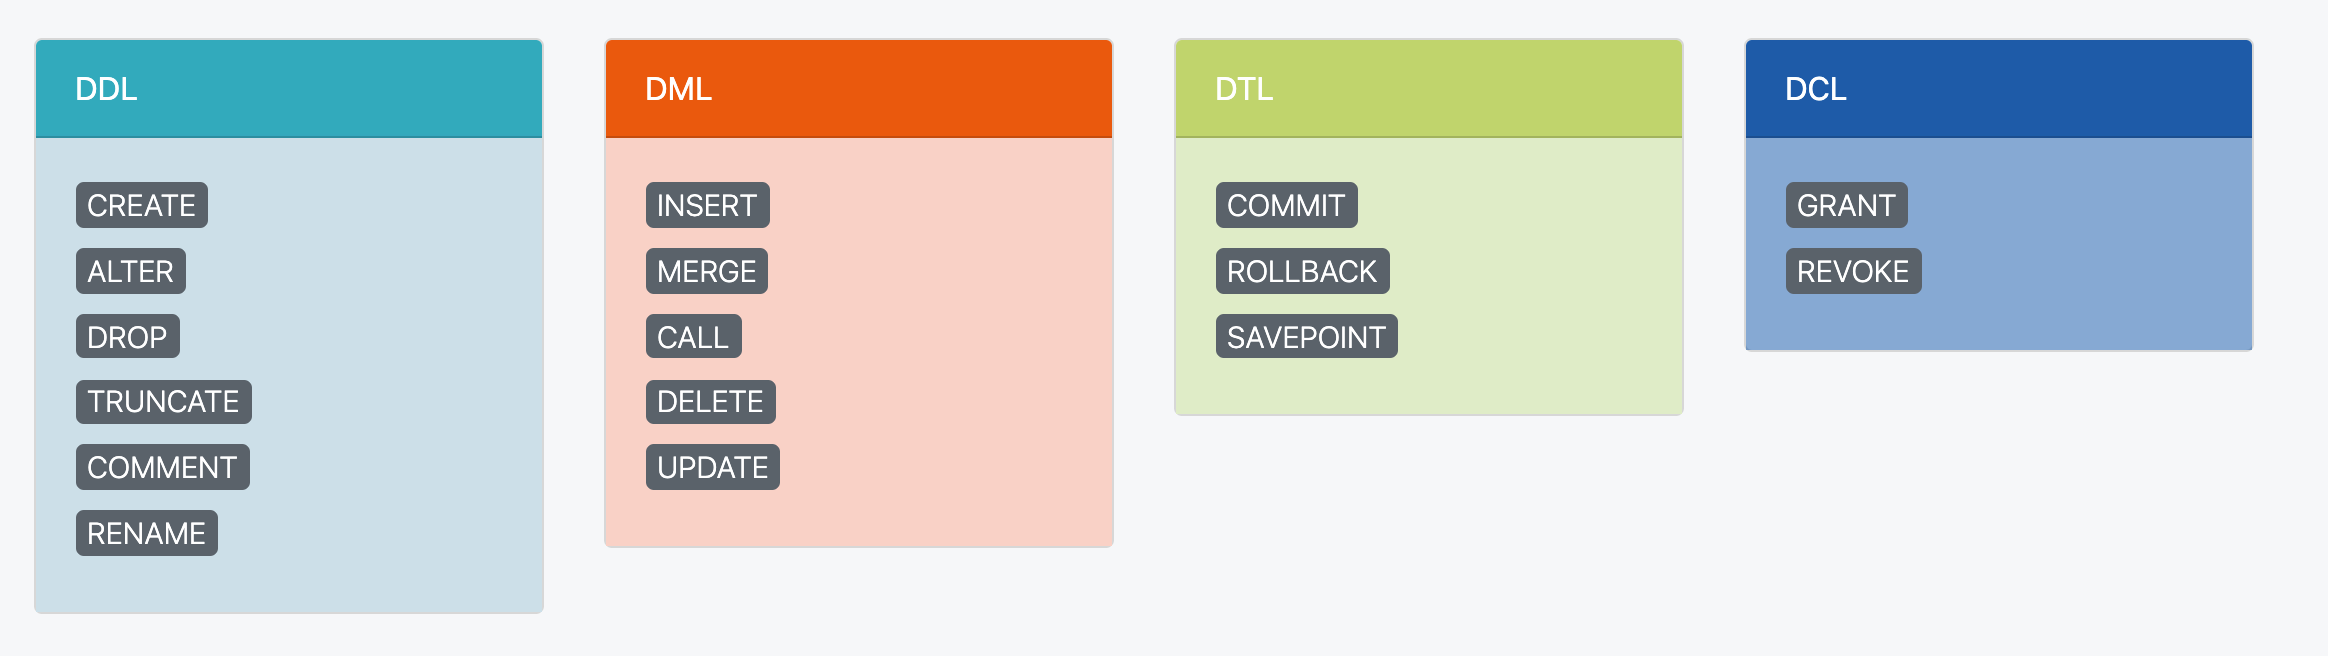 DDL
CREATE
ALTER
DROP
TRUNCATE
COMMENT
RENAME
DML
INSERT
MERGE
CALL
DELETE
UPDATE
DTL
COMMIT
ROLLBACK
SAVEPOINT
DCL
GRANT
REVOKE